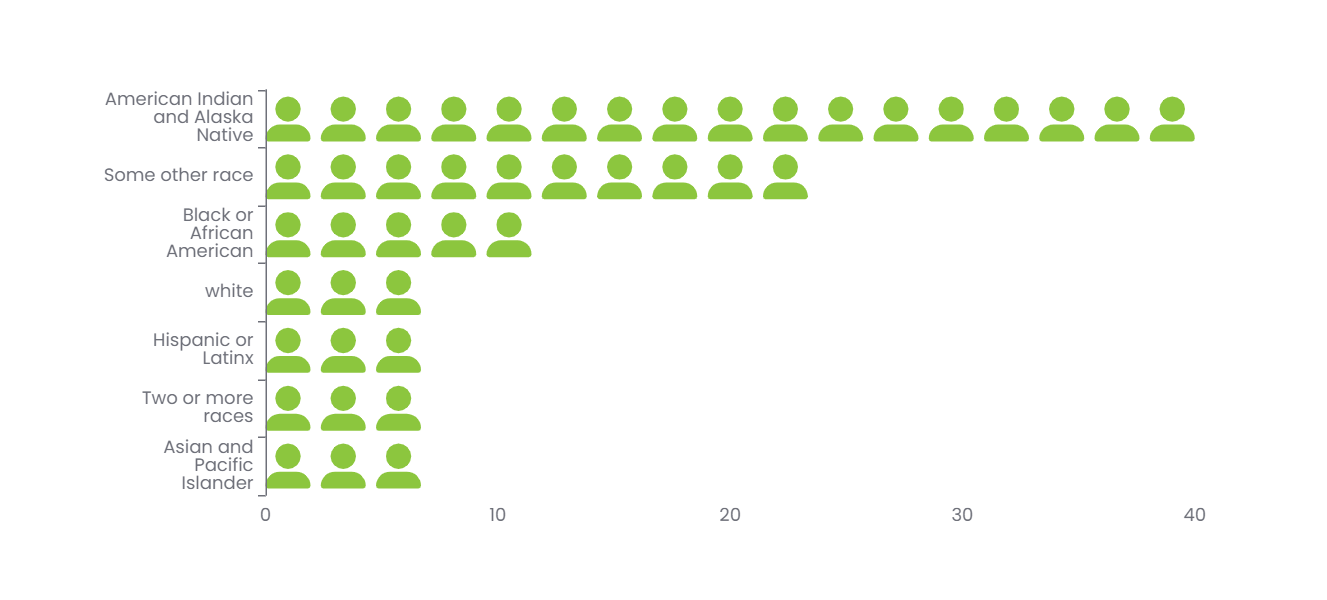 American Indian
and Alaska
Native
Some other race
Black or
African
American
white
Hispanic or
Latinx
Two or more
races
Asian and
Pacific
Islander
0 10 20 30 40